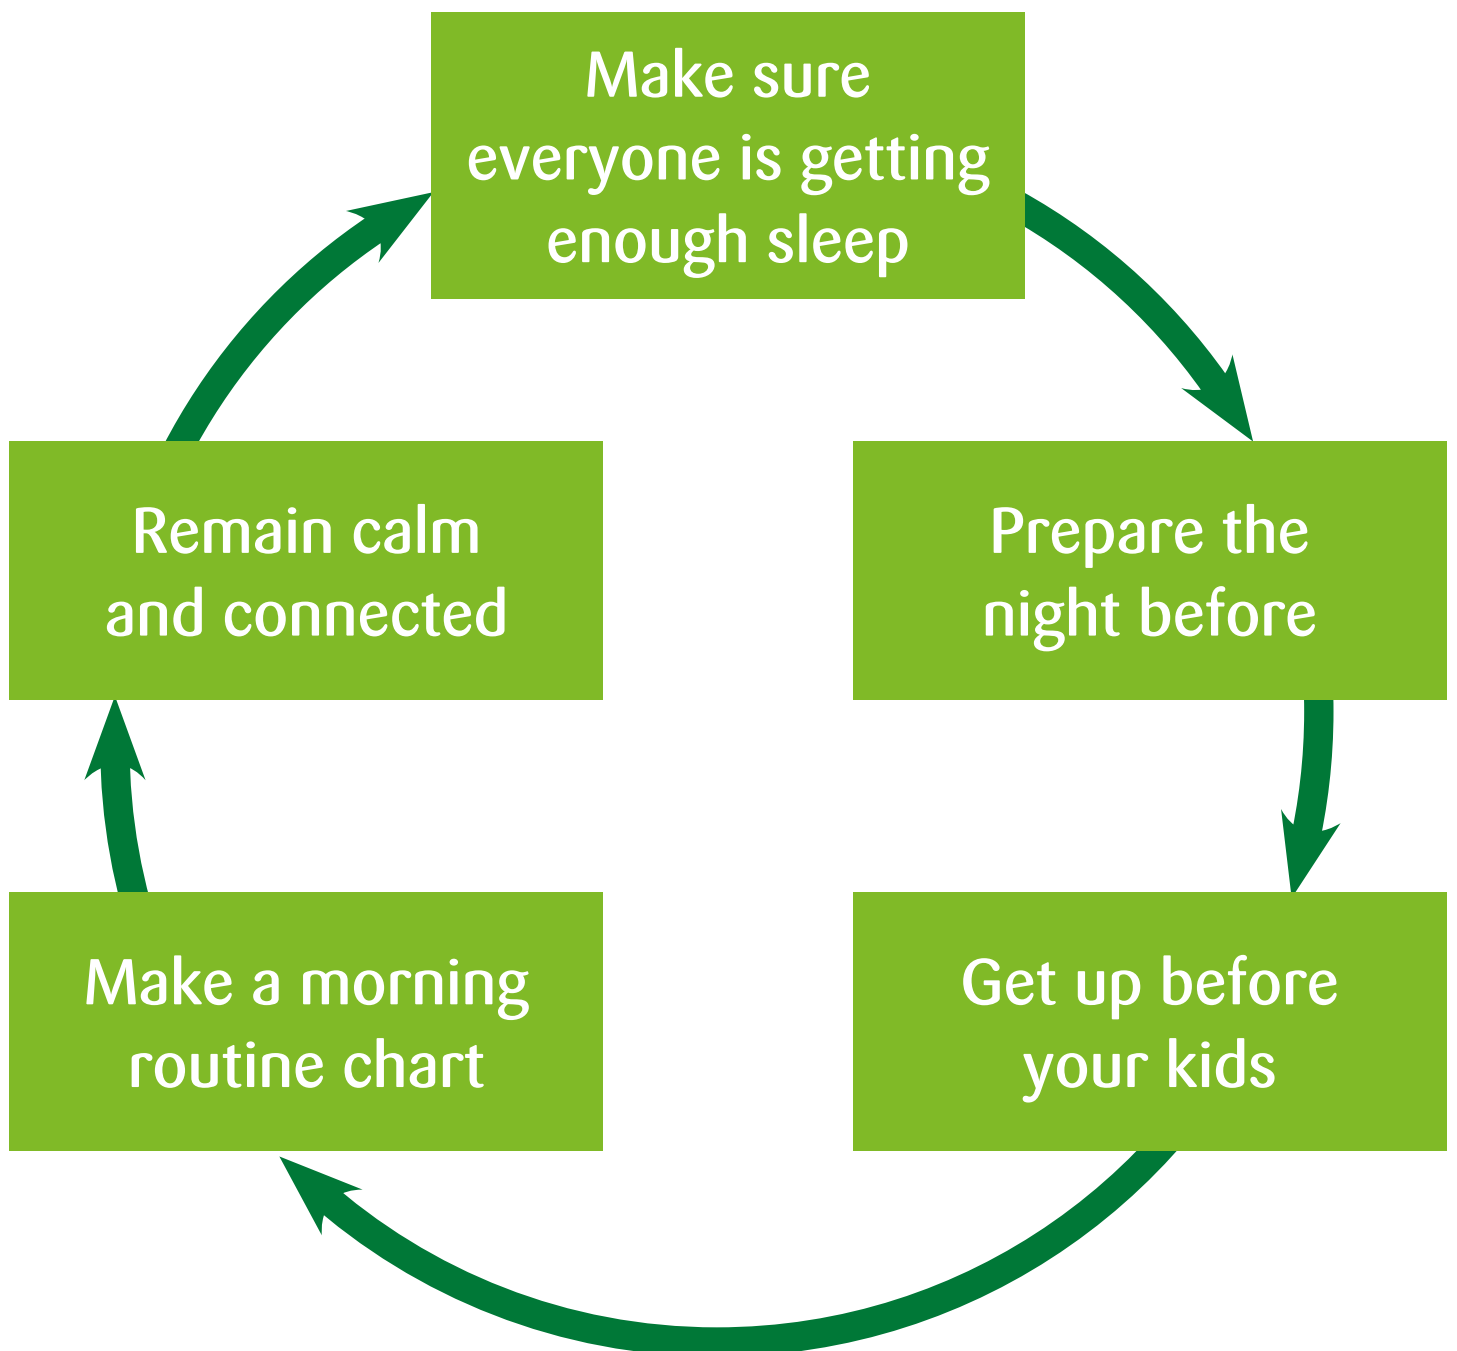 Make sure
everyone is getting
enough sleep
Prepare the
night before
Get up before
your kids
Make a morning
routine chart
Remain calm
and connected